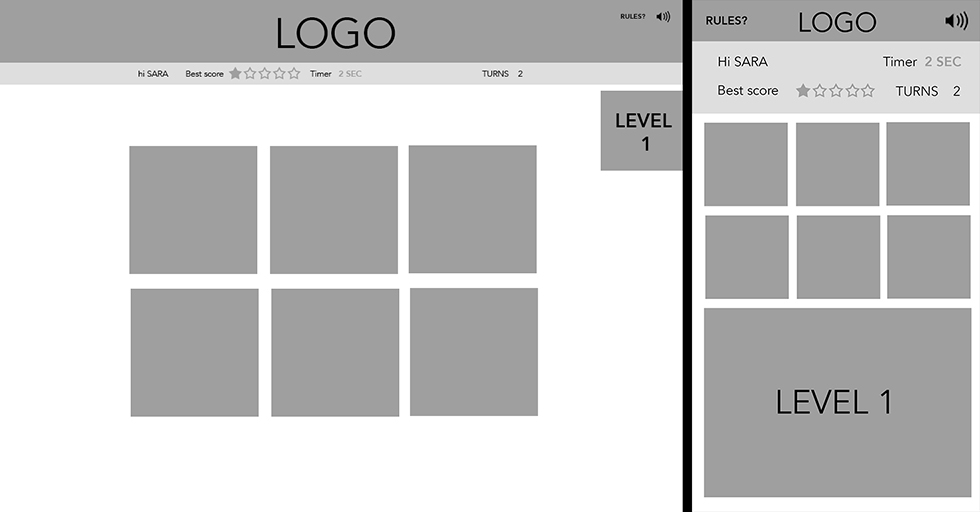 LOGO
RULES?
hi SARA Best score Timer 2 SEC TURNS 2
LEVEL
1
RULES? LOGO
Hi SARA Timer 2 SEC
Best score TURNS 2
LEVEL 1